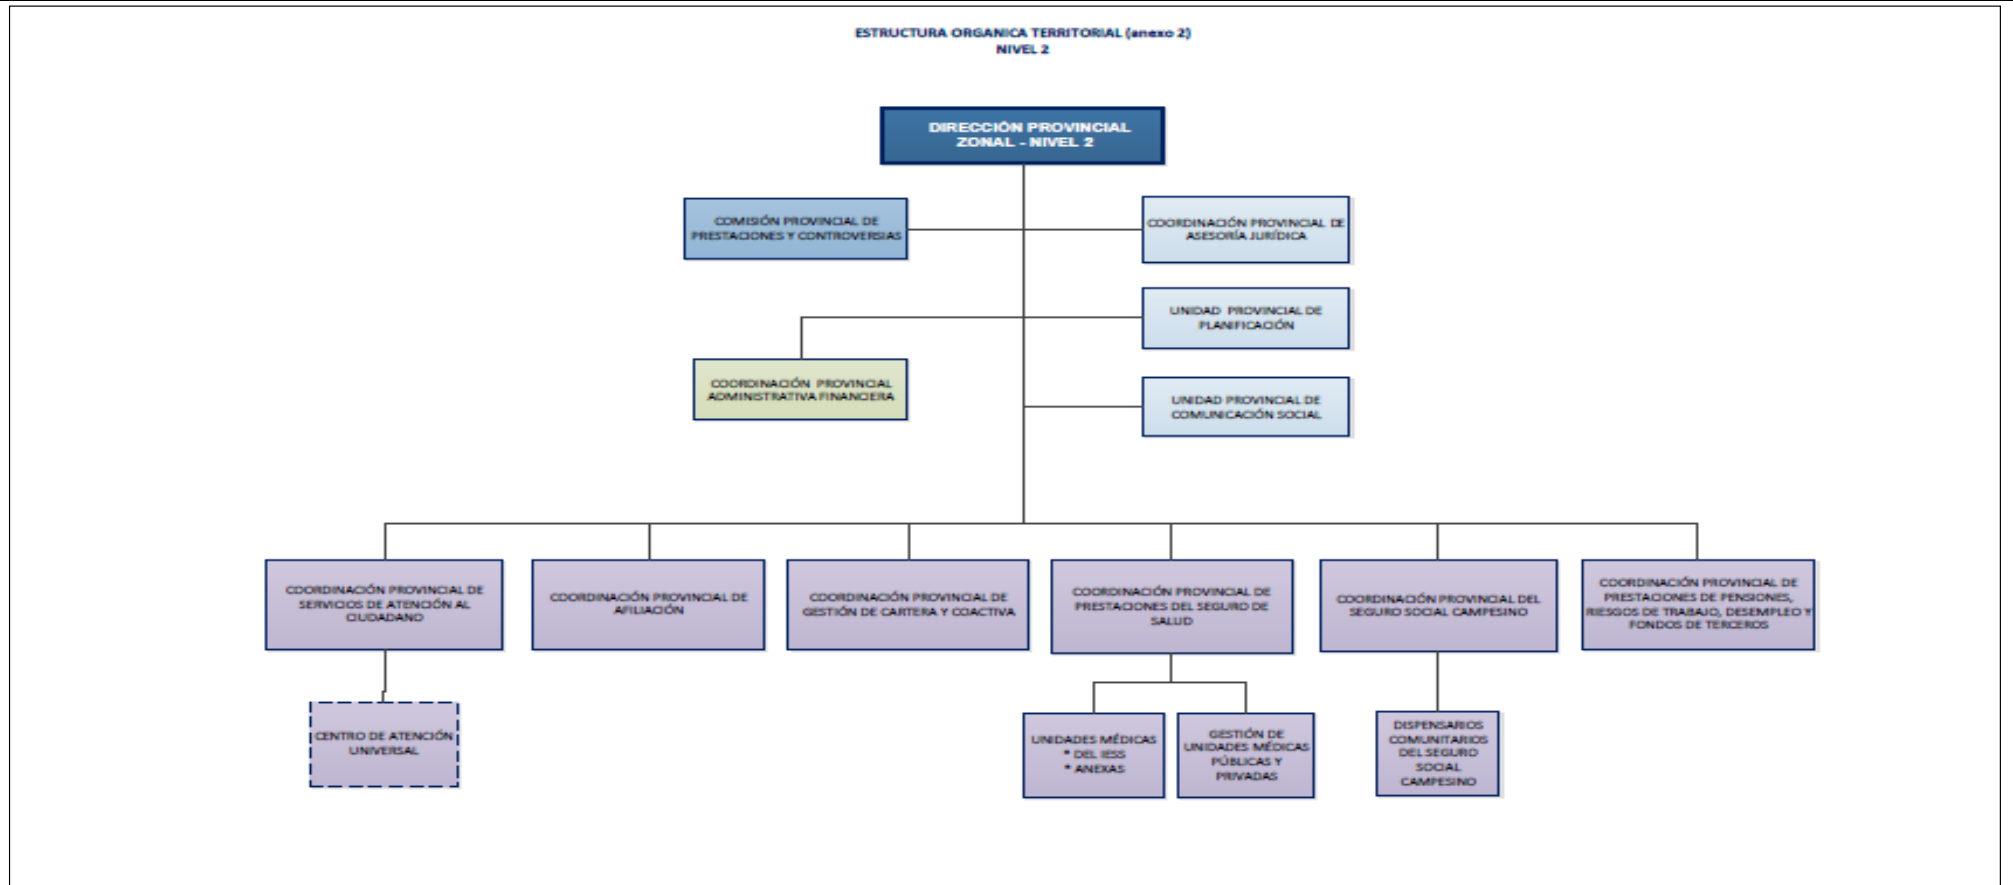 ESTRUCTURA ORGANICA TERRITORIAL (anexo 2)
NIVEL 2
DIRECCIÓN PROVINCIAL
ZONAL - NIVEL 2
COMISIÓN PROVINCIAL DE
PRESTACIONES Y CONTROVERSIAS
COORDINACIÓN PROVINCIAL DE
ASESORÍA JURÍDICA
UNIDAD PROVINCIAL DE
PLANIFICACIÓN
COORDINACIÓN PROVINCIAL
ADMINISTRATIVA FINANCIERA
UNIDAD PROVINCIAL DE
COMUNICACIÓN SOCIAL
COORDINACIÓN PROVINCIAL DE
SERVICIOS DE ATENCIÓN AL
CIUDADANO
COORDINACIÓN PROVINCIAL DE
AFILIACIÓN
COORDINACIÓN PROVINCIAL DE
GESTIÓN DE CARTERA Y COACTIVA
COORDINACIÓN PROVINCIAL DE
PRESTACIONES DEL SEGURO DE
SALUD
COORDINACIÓN PROVINCIAL DEL
SEGURO SOCIAL CAMPESINO
COORDINACIÓN PROVINCIAL DE
PRESTACIONES DE PENSIONES,
RIESGOS DE TRABAJO, DESEMPLEO Y
FONDOS DE TERCEROS
CENTRO DE ATENCIÓN
UNIVERSAL
UNIDADES MÉDICAS
* DEL IESS
* ANEXAS
GESTIÓN DE
UNIDADES MÉDICAS
PÚBLICAS Y
PRIVADAS
DISPENSARIOS
COMUNITARIOS
DEL SEGURO
SOCIAL
CAMPESINO